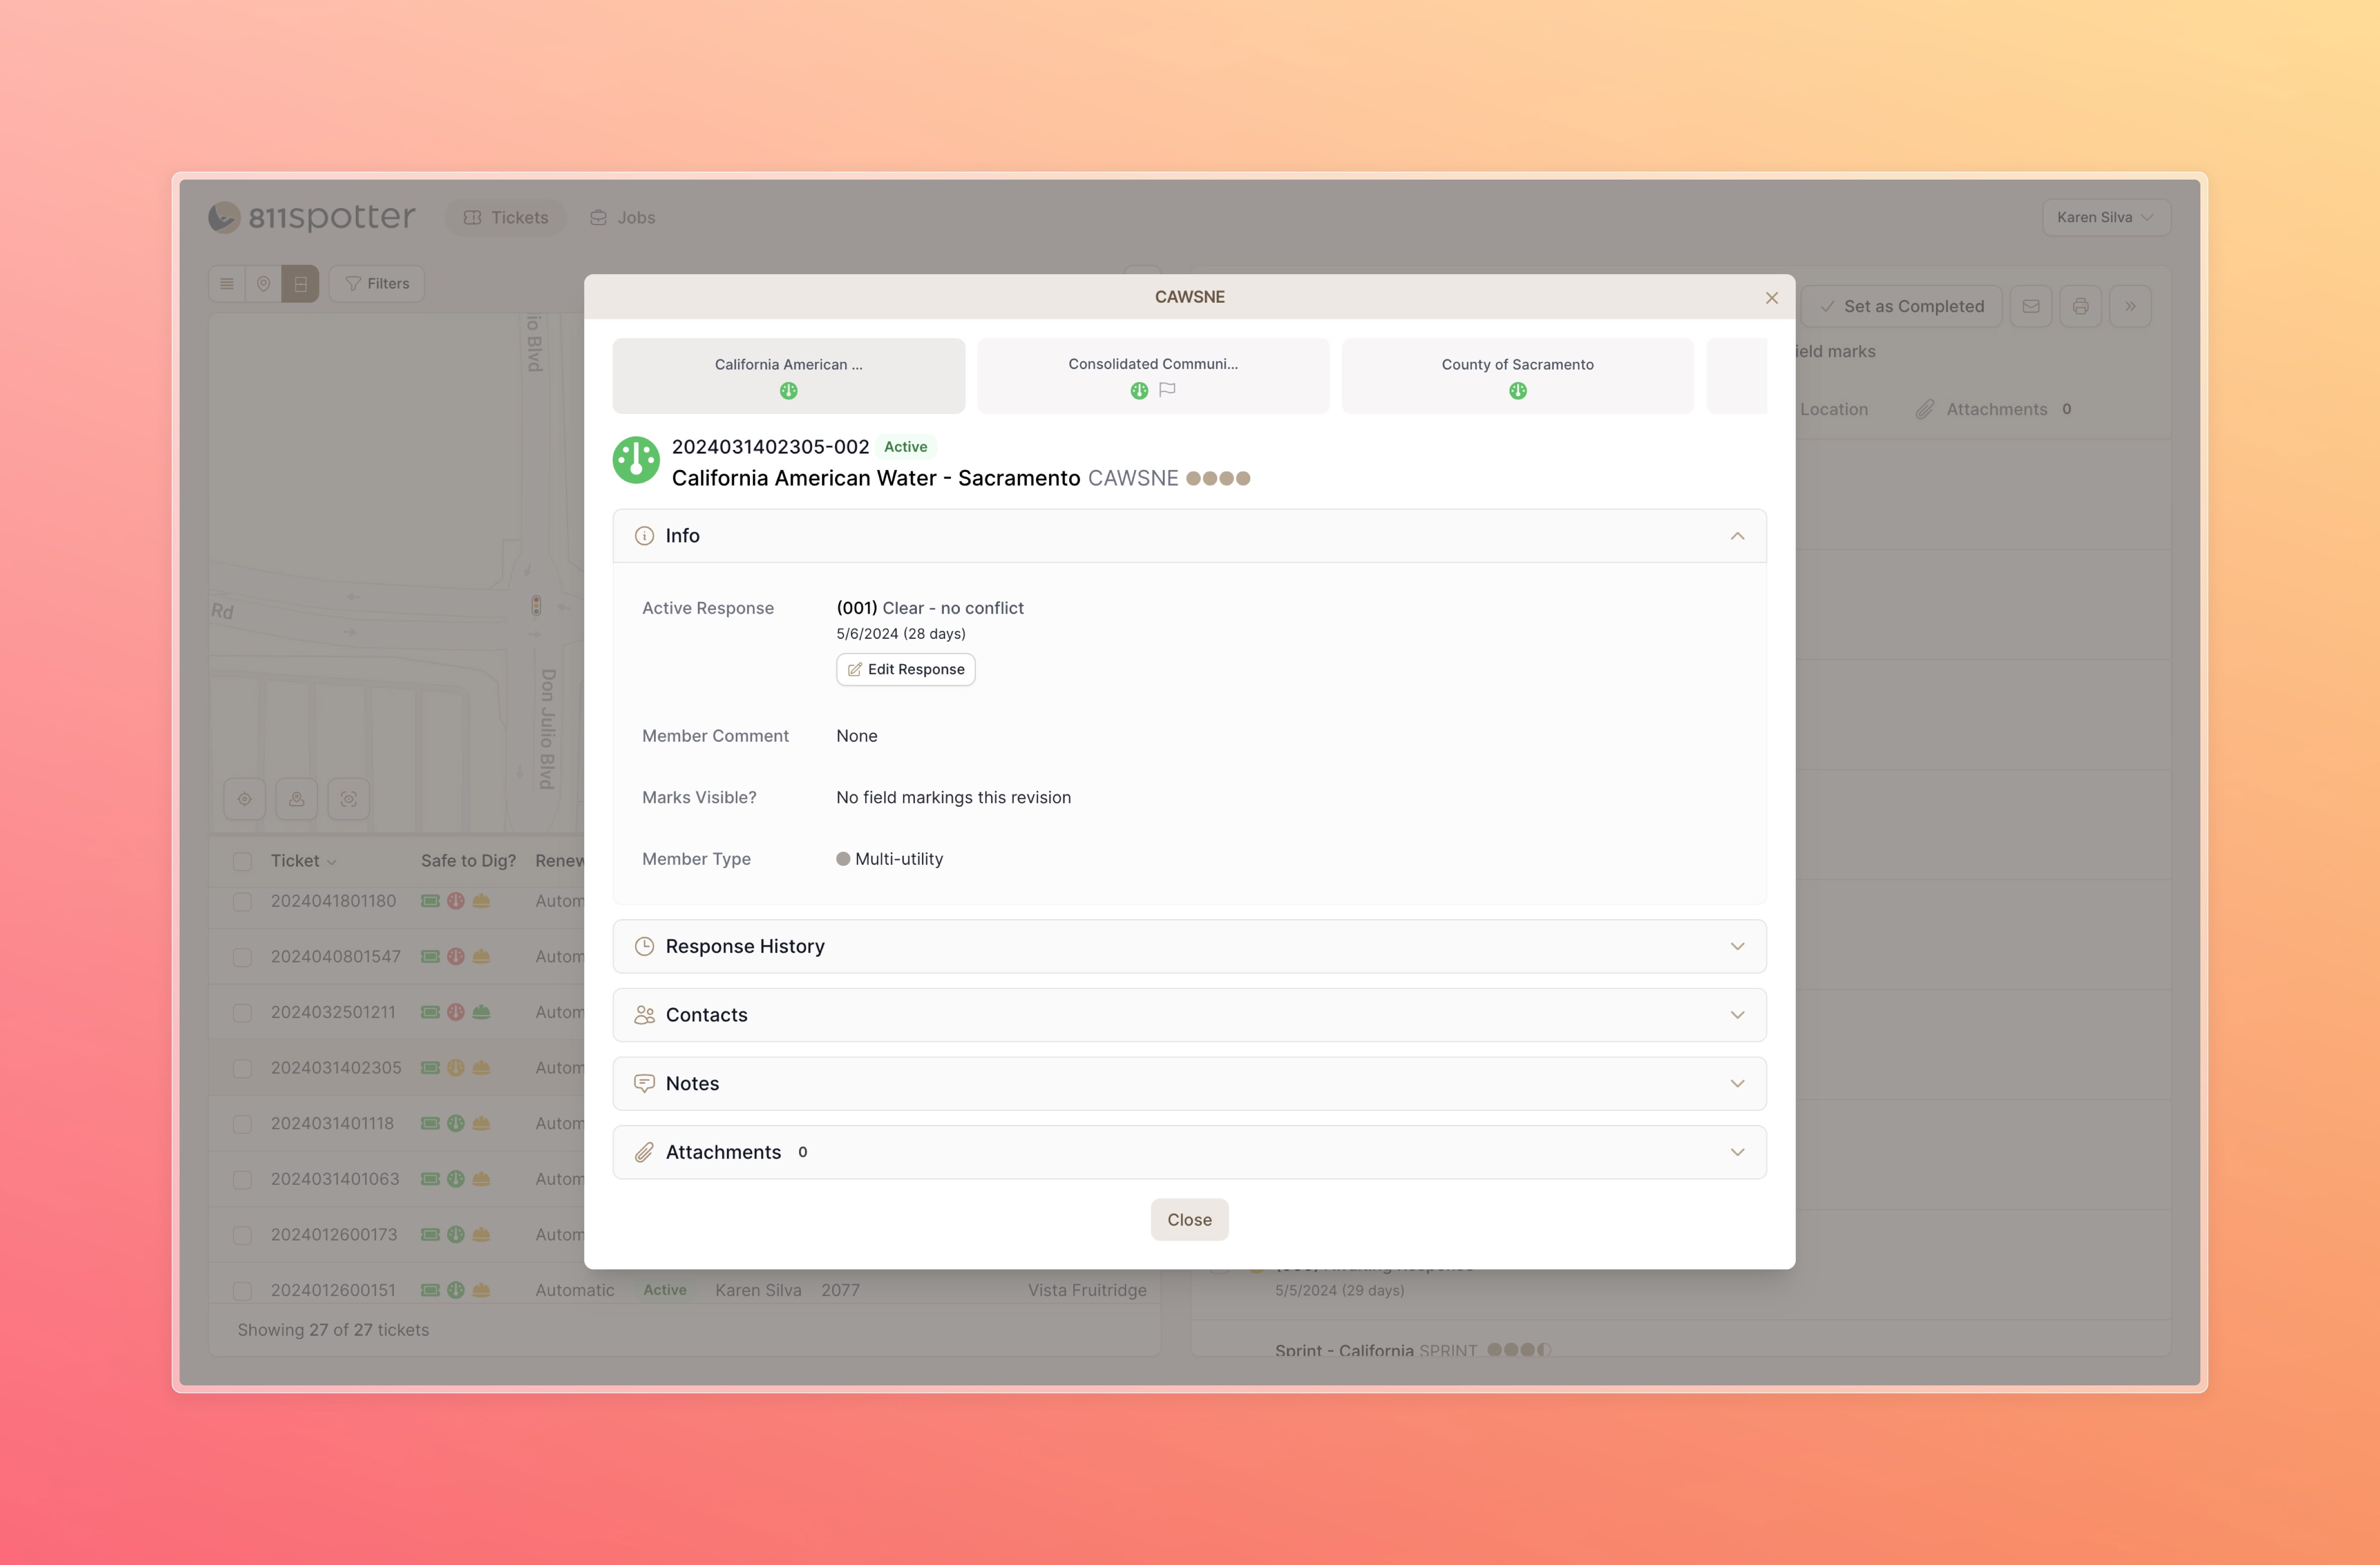 811spotter
Tickets
Jobs
Karen Silva
Filters
Set as Completed
ield marks
Location
Attachments 0
io Blvd
Rd
Don Julio Blvd
Ticket
Safe to Dig?
Renew
2024041801180
Autom
2024040801547
Autom
2024032501211
Autom
2024031402305
Autom
2024031401118
Autom
2024031401063
Autom
2024012600173
Autom
2024012600151 Automatic Active Karen Silva 2077 Vista Fruitridge
Showing 27 of 27 tickets
CAWSNE
California American ...
Consolidated Communi...
County of Sacramento
2024031402305-002 Active
California American Water - Sacramento CAWSNE
Info
Active Response
(001) Clear - no conflict
5/6/2024 (28 days)
Edit Response
Member Comment
None
Marks Visible?
No field markings this revision
Member Type
Multi-utility
Response History
Contacts
Notes
Attachments 0
Close
5/5/2024 (29 days)
Sprint - California SPRINT